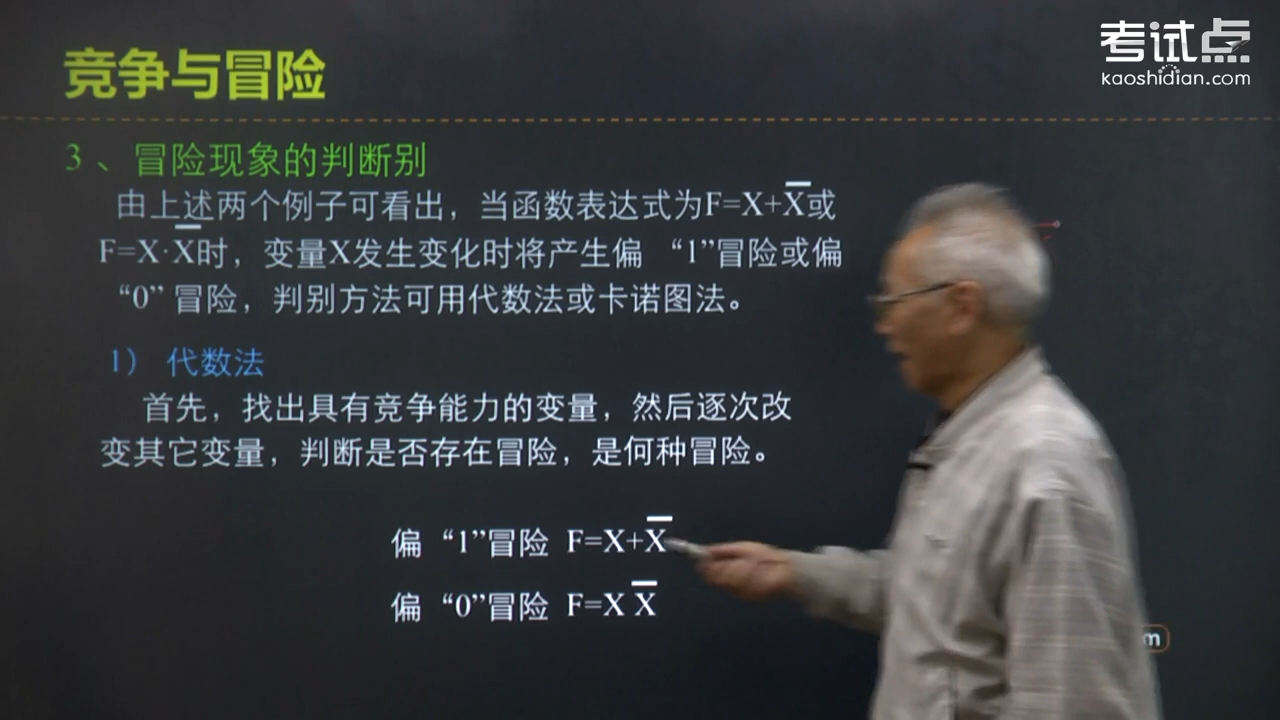 考试点
kaoshidian.com
竞争与冒险
3、冒险现象的判断别
由上述两个例子可看出，当函数表达式为F=X+X̅或
F=X·X̅时，变量X发生变化时将产生偏 “1”冒险或偏
“0” 冒险，判别方法可用代数法或卡诺图法。
1） 代数法
首先，找出具有竞争能力的变量，然后逐次改
变其它变量，判断是否存在冒险，是何种冒险。
偏 “1”冒险 F=X+X̅
偏 “0”冒险 F=X X̅
m